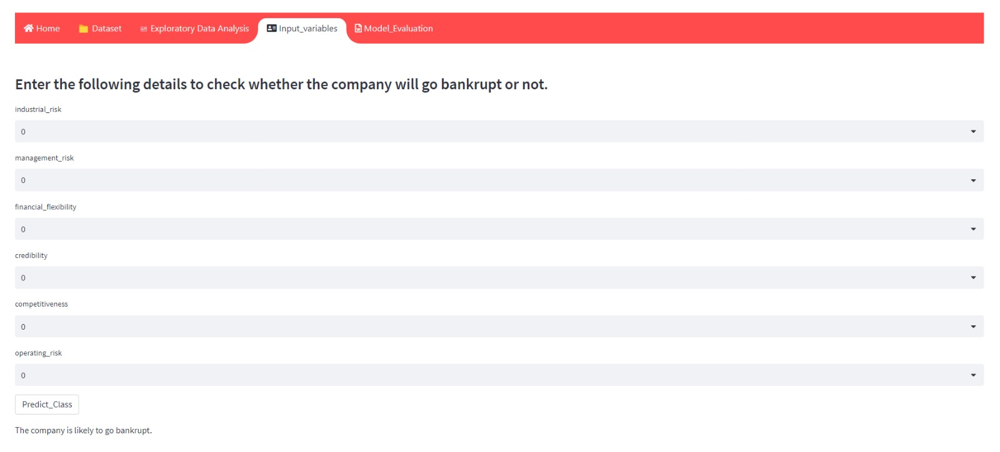 Home Dataset Exploratory Data Analysis Input_variables Model_Evaluation
Enter the following details to check whether the company will go bankrupt or not.
industrial_risk
0
management_risk
0
financial_flexibility
0
credibility
0
competitiveness
0
operating_risk
0
Predict_Class
The company is likely to go bankrupt.